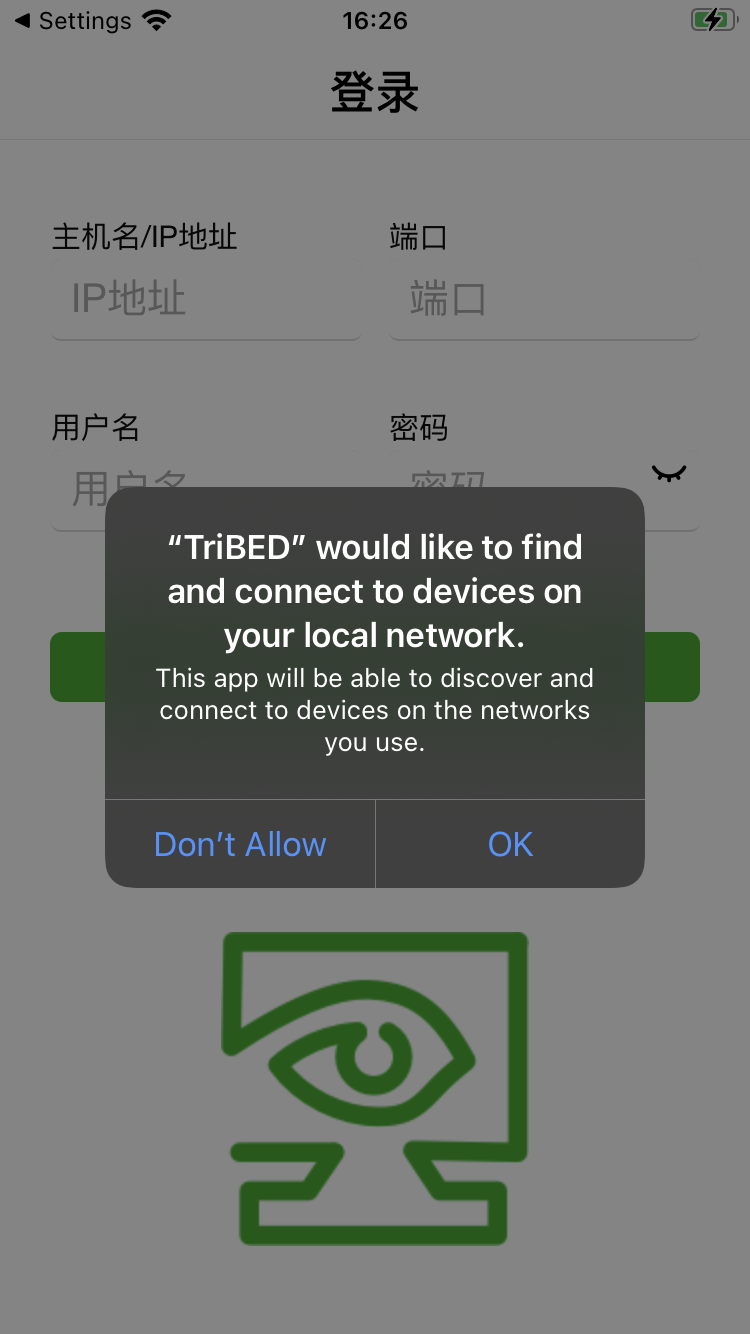 ◀ Settings 16:26
登录
主机名/IP地址 端口
IP地址 端口
用户名 密码
用户名 密码
“TriBED” would like to find
and connect to devices on
your local network.
This app will be able to discover and
connect to devices on the networks
you use.
Don’t Allow OK